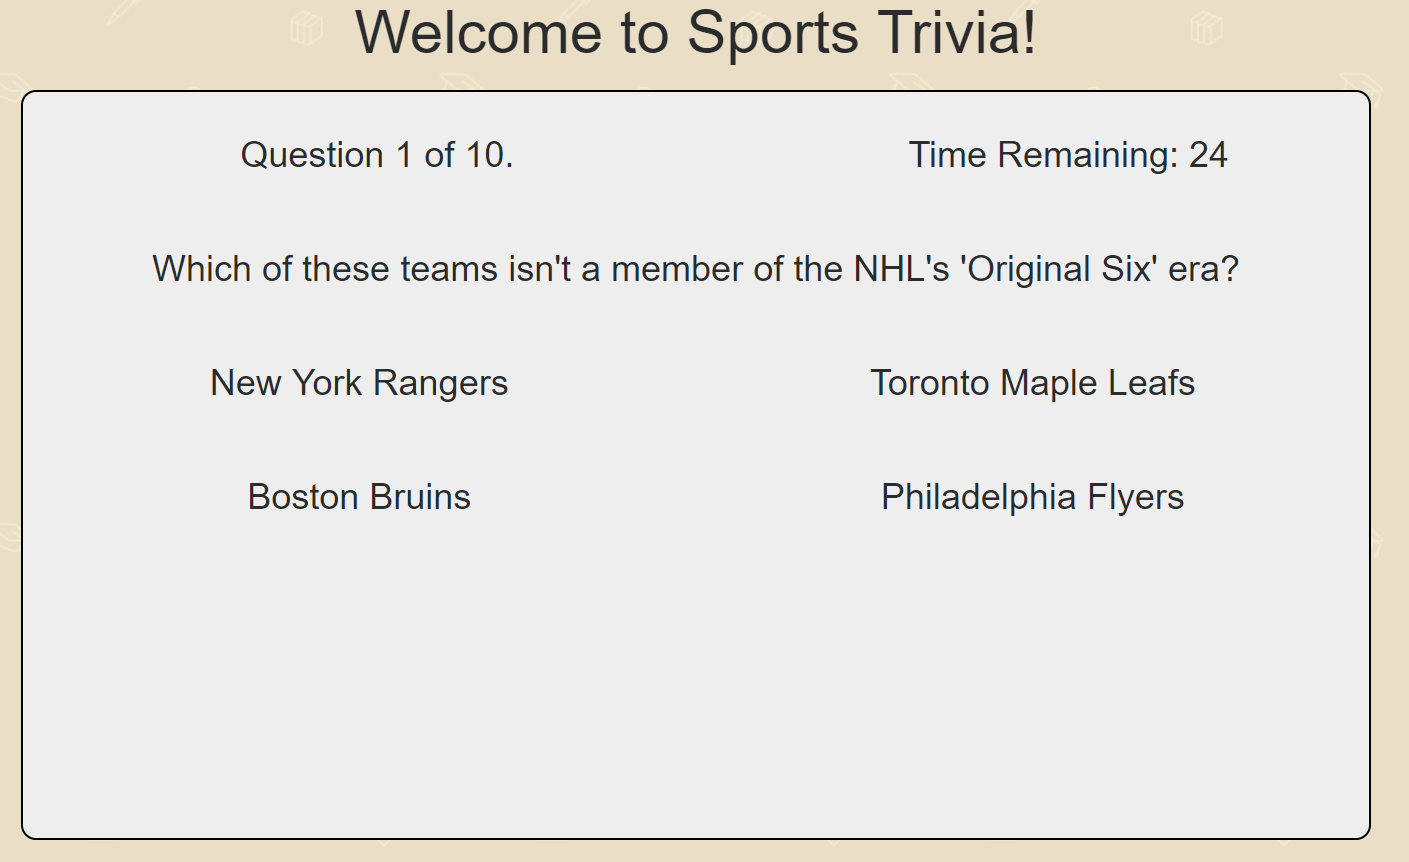 Welcome to Sports Trivia!
Question 1 of 10.
Time Remaining: 24
Which of these teams isn't a member of the NHL's 'Original Six' era?
New York Rangers
Toronto Maple Leafs
Boston Bruins
Philadelphia Flyers